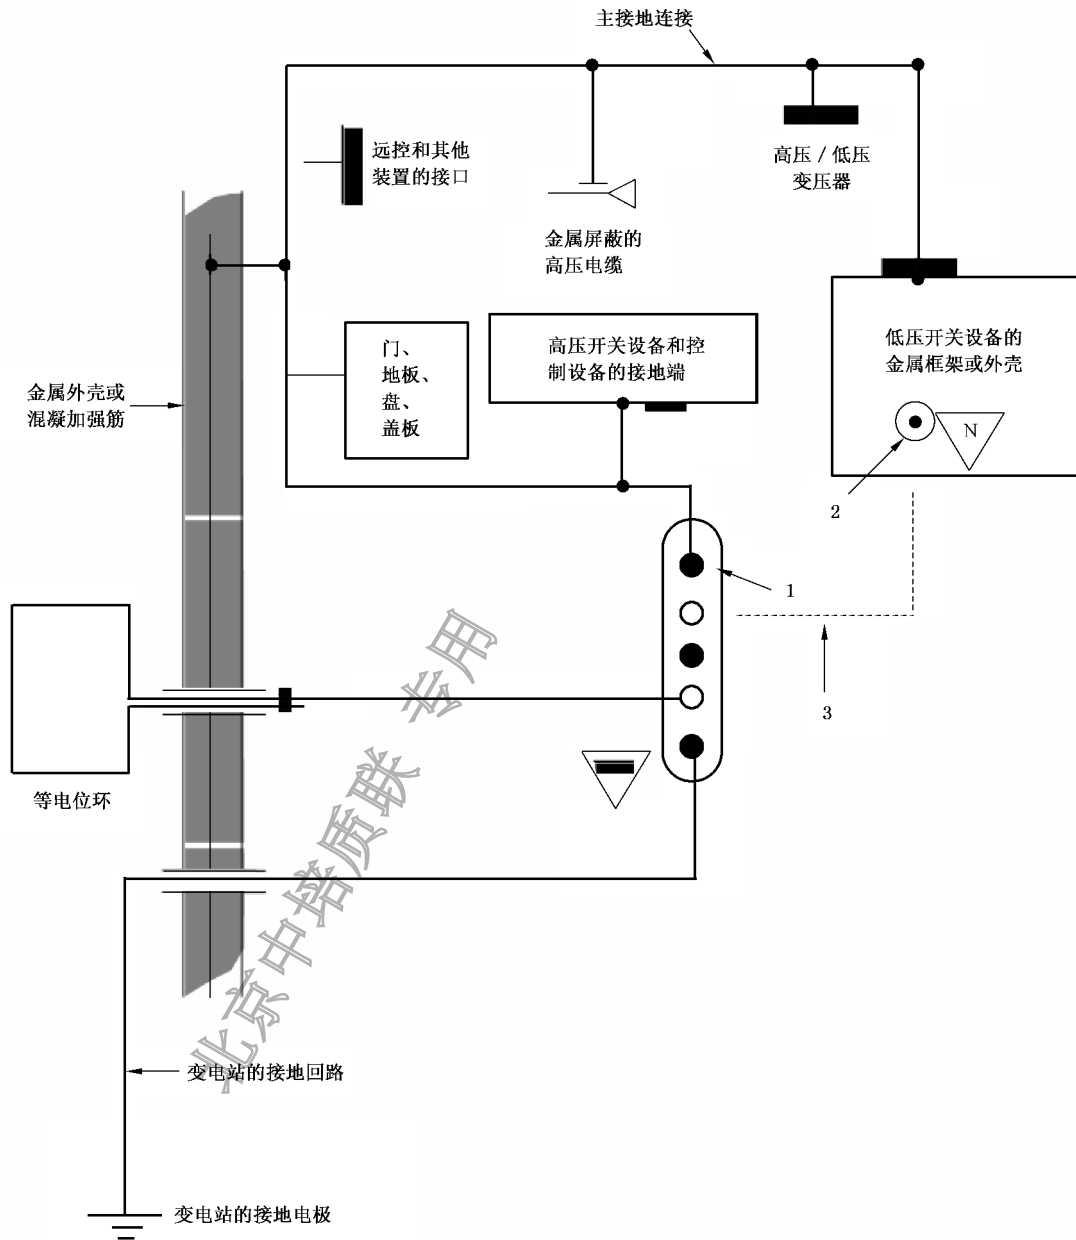 主接地连接
远控和其他
装置的接口
高压/低压
变压器
金属屏蔽的
高压电缆
门、
地板、
盘、
盖板
高压开关设备和控
制设备的接地端
低压开关设备的
金属框架或外壳
N
金属外壳或
混凝加强筋
2
1
3
等电位环
北京中培质联 专用
变电站的接地回路
变电站的接地电极